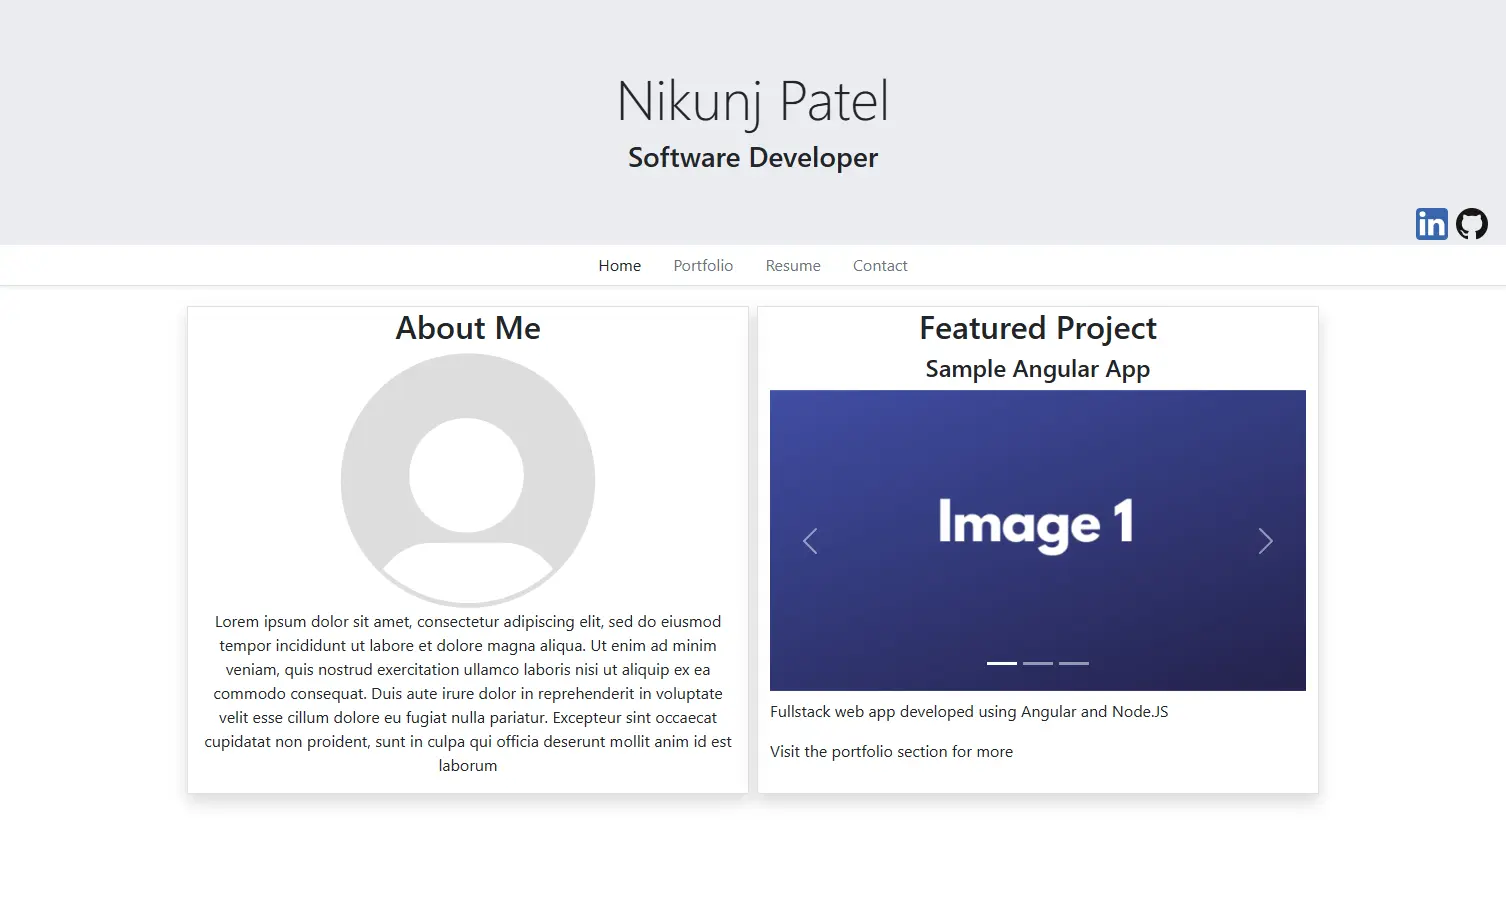 Nikunj Patel
Software Developer
in
Home Portfolio Resume Contact
About Me
Lorem ipsum dolor sit amet, consectetur adipiscing elit, sed do eiusmod
tempor incididunt ut labore et dolore magna aliqua. Ut enim ad minim
veniam, quis nostrud exercitation ullamco laboris nisi ut aliquip ex ea
commodo consequat. Duis aute irure dolor in reprehenderit in voluptate
velit esse cillum dolore eu fugiat nulla pariatur. Excepteur sint occaecat
cupidatat non proident, sunt in culpa qui officia deserunt mollit anim id est
laborum
Featured Project
Sample Angular App
Image 1
Fullstack web app developed using Angular and Node.JS
Visit the portfolio section for more